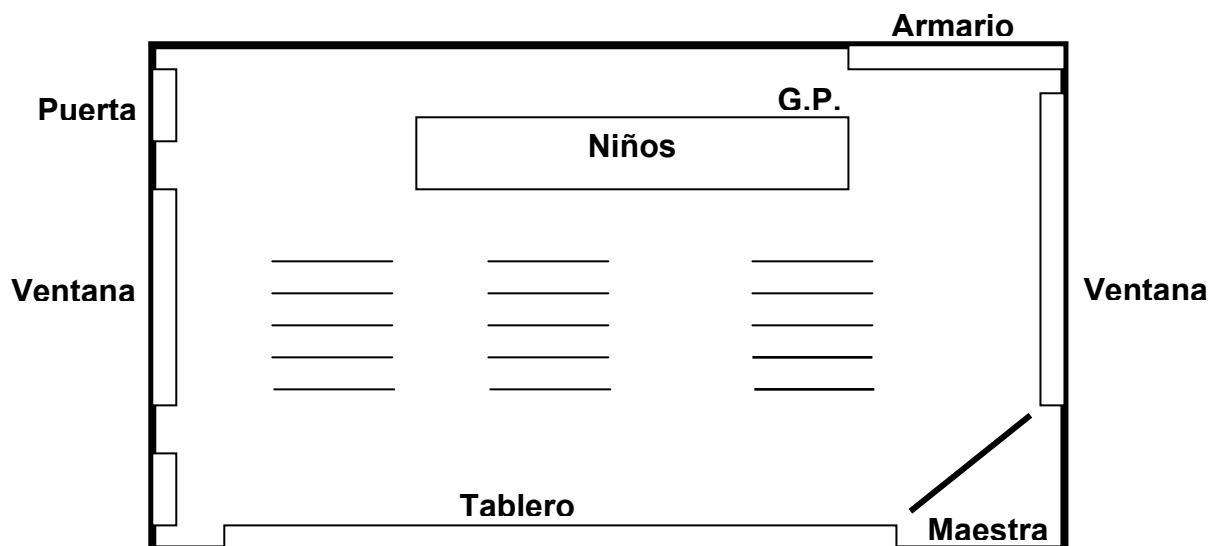 Armario
Puerta
G.P.
Niños
Ventana
Ventana
Tablero
Maestra